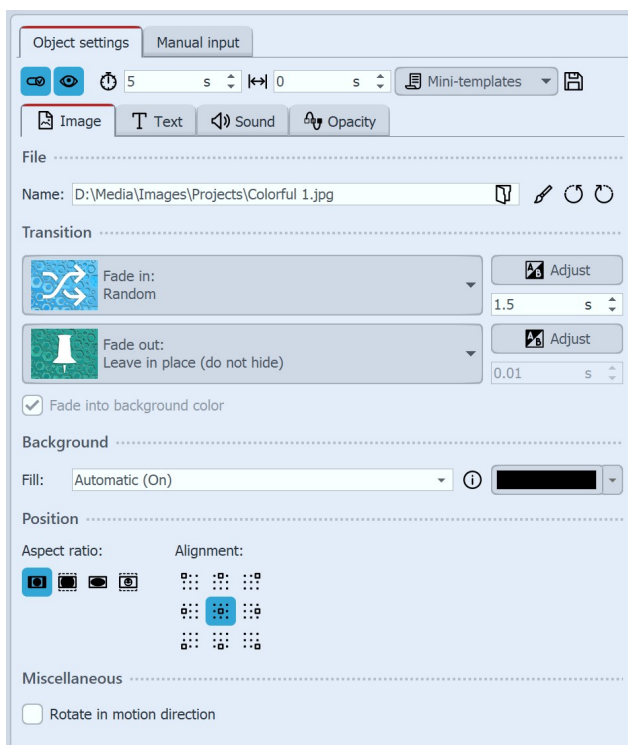 Object settings Manual input
5 s 0 s Mini-templates
Image Text Sound Opacity
File
Name: D:\Media\Images\Projects\Colorful 1.jpg
Transition
Fade in:
Random
Adjust
1.5 s
Fade out:
Leave in place (do not hide)
Adjust
0.01 s
Fade into background color
Background
Fill: Automatic (On)
Position
Aspect ratio: Alignment:
Miscellaneous
Rotate in motion direction